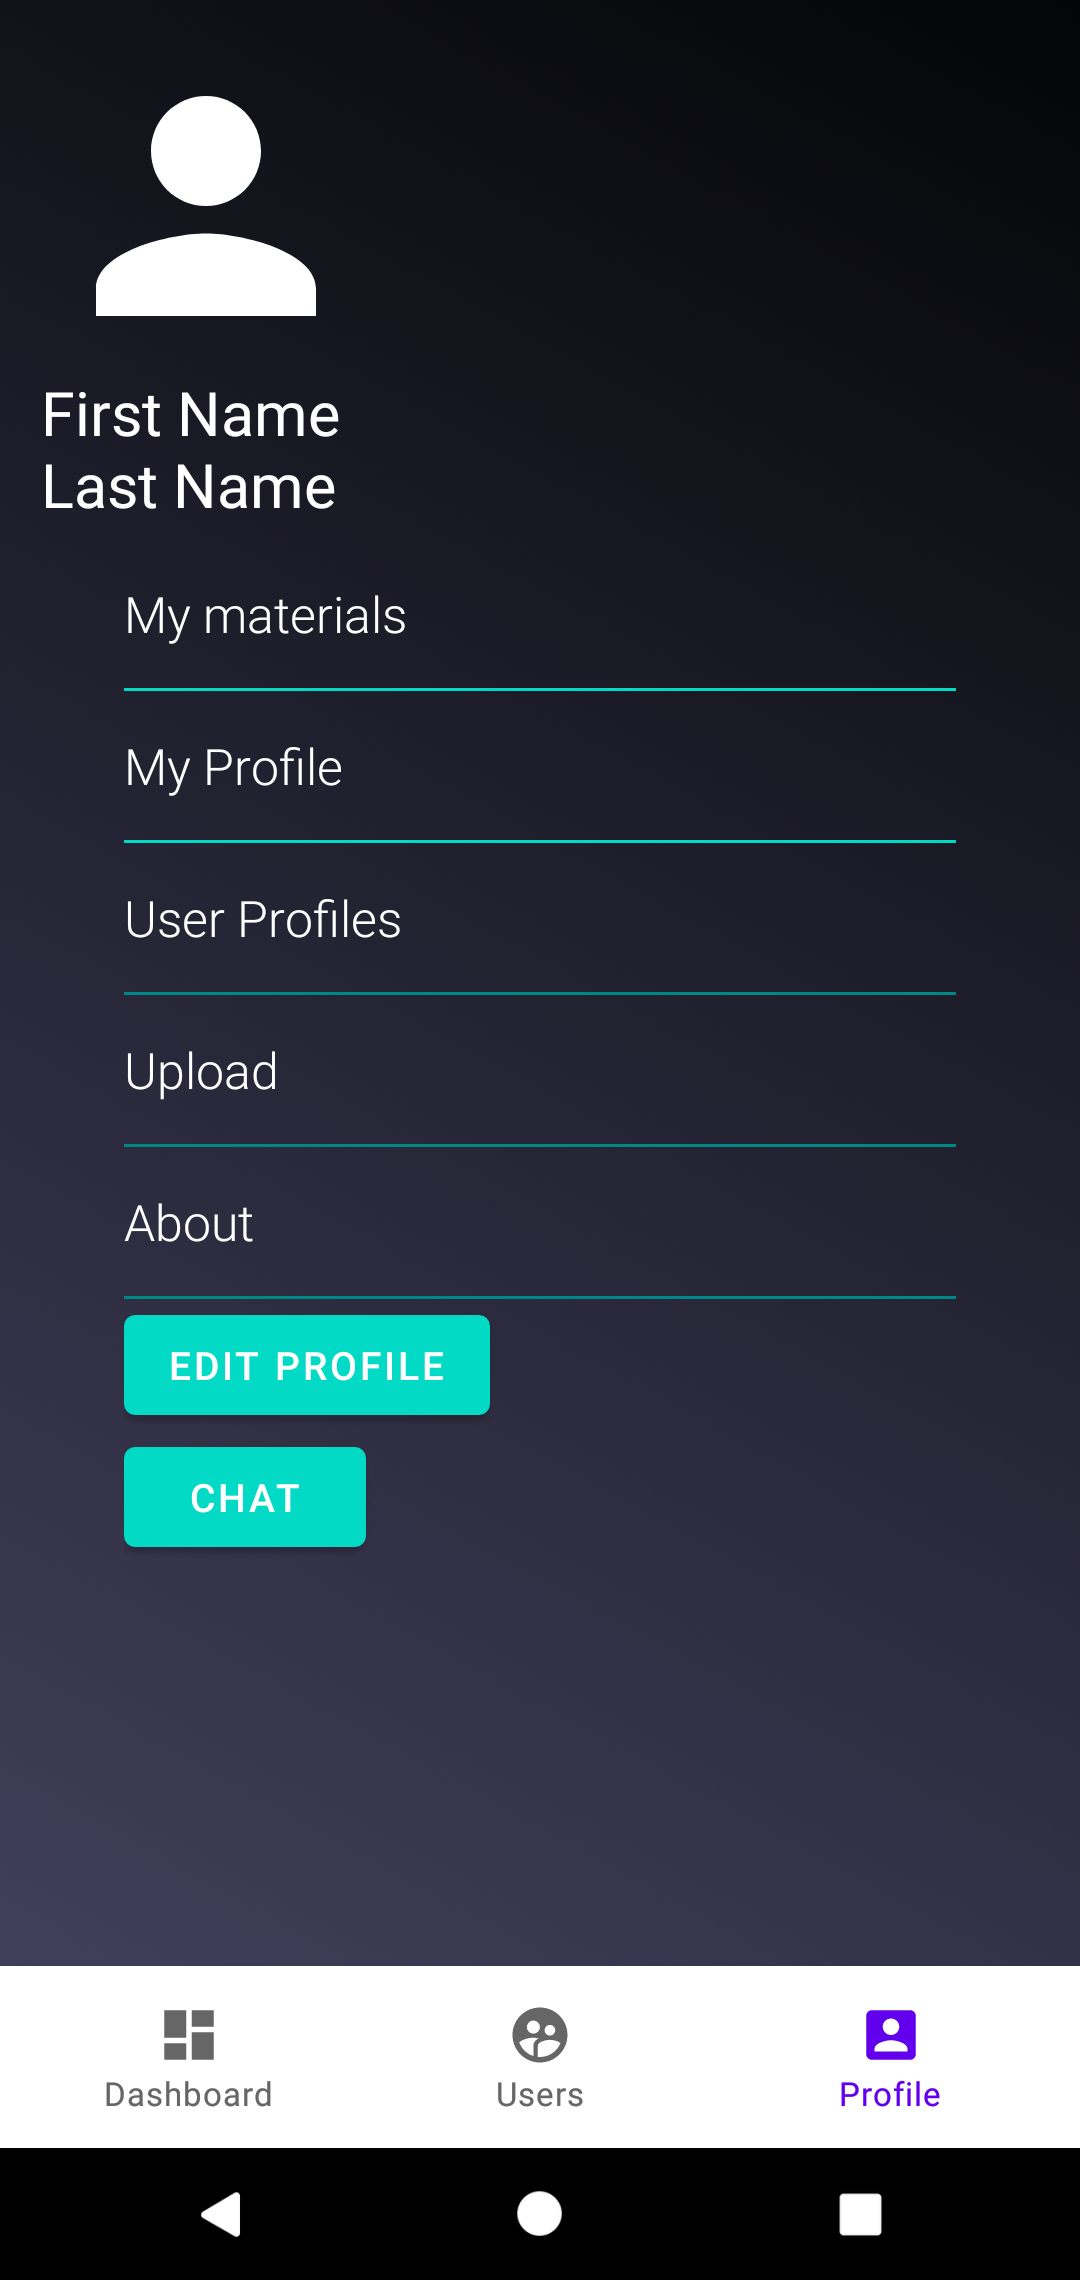 First Name
Last Name
My materials
My Profile
User Profiles
Upload
About
EDIT PROFILE
CHAT
Dashboard
Users
Profile